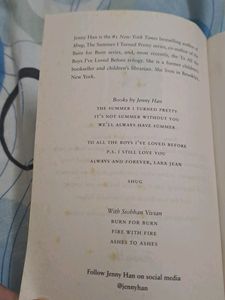 Jenny Han is the #1 New York Times bestselling author of
Shug, The Summer I Turned Pretty series, co-author of the
Burn for Burn series, and, most recently, the To All the
Boys I've Loved Before trilogy. She is a former children's
bookseller and children's librarian. She lives in Brooklyn,
New York.
Books by Jenny Han
THE SUMMER I TURNED PRETTY
IT'S NOT SUMMER WITHOUT YOU
WE'LL ALWAYS HAVE SUMMER
TO ALL THE BOYS I'VE LOVED BEFORE
P.S. I STILL LOVE YOU
ALWAYS AND FOREVER, LARA JEAN
SHUG
With Siobhan Vivian
BURN FOR BURN
FIRE WITH FIRE
ASHES TO ASHES
Follow Jenny Han on social media
@jennyhan